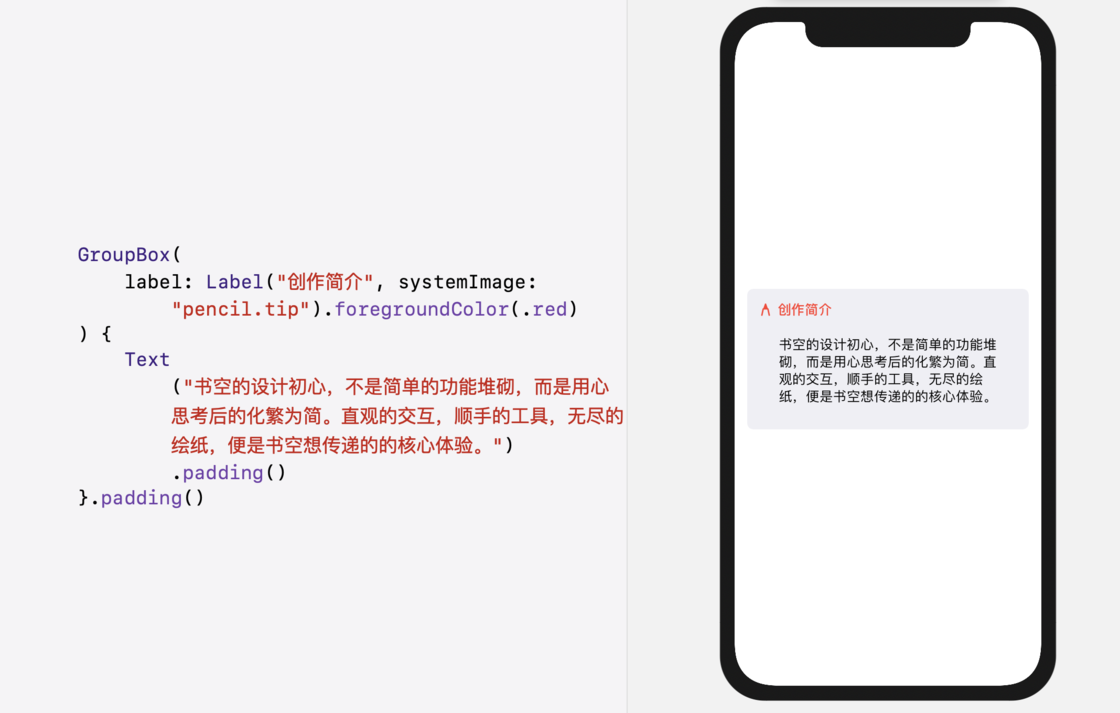 GroupBox(
label: Label("创作简介", systemImage:
"pencil.tip").foregroundColor(.red)
) {
Text
("书空的设计初心，不是简单的功能堆砌，而是用心
思考后的化繁为简。直观的交互，顺手的工具，无尽的
绘纸，便是书空想传递的的核心体验。")
.padding()
}.padding()
创作简介
书空的设计初心，不是简单的功能堆
砌，而是用心思考后的化繁为简。直
观的交互，顺手的工具，无尽的绘
纸，便是书空想传递的的核心体验。